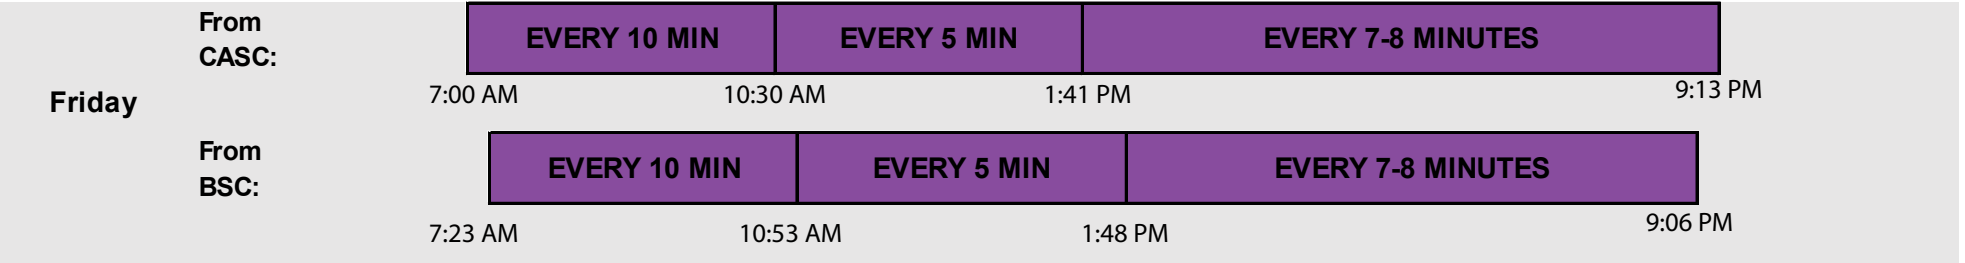 Friday
From
CASC:
EVERY 10 MIN EVERY 5 MIN EVERY 7-8 MINUTES
7:00 AM 10:30 AM 1:41 PM 9:13 PM
From
BSC:
EVERY 10 MIN EVERY 5 MIN EVERY 7-8 MINUTES
7:23 AM 10:53 AM 1:48 PM 9:06 PM